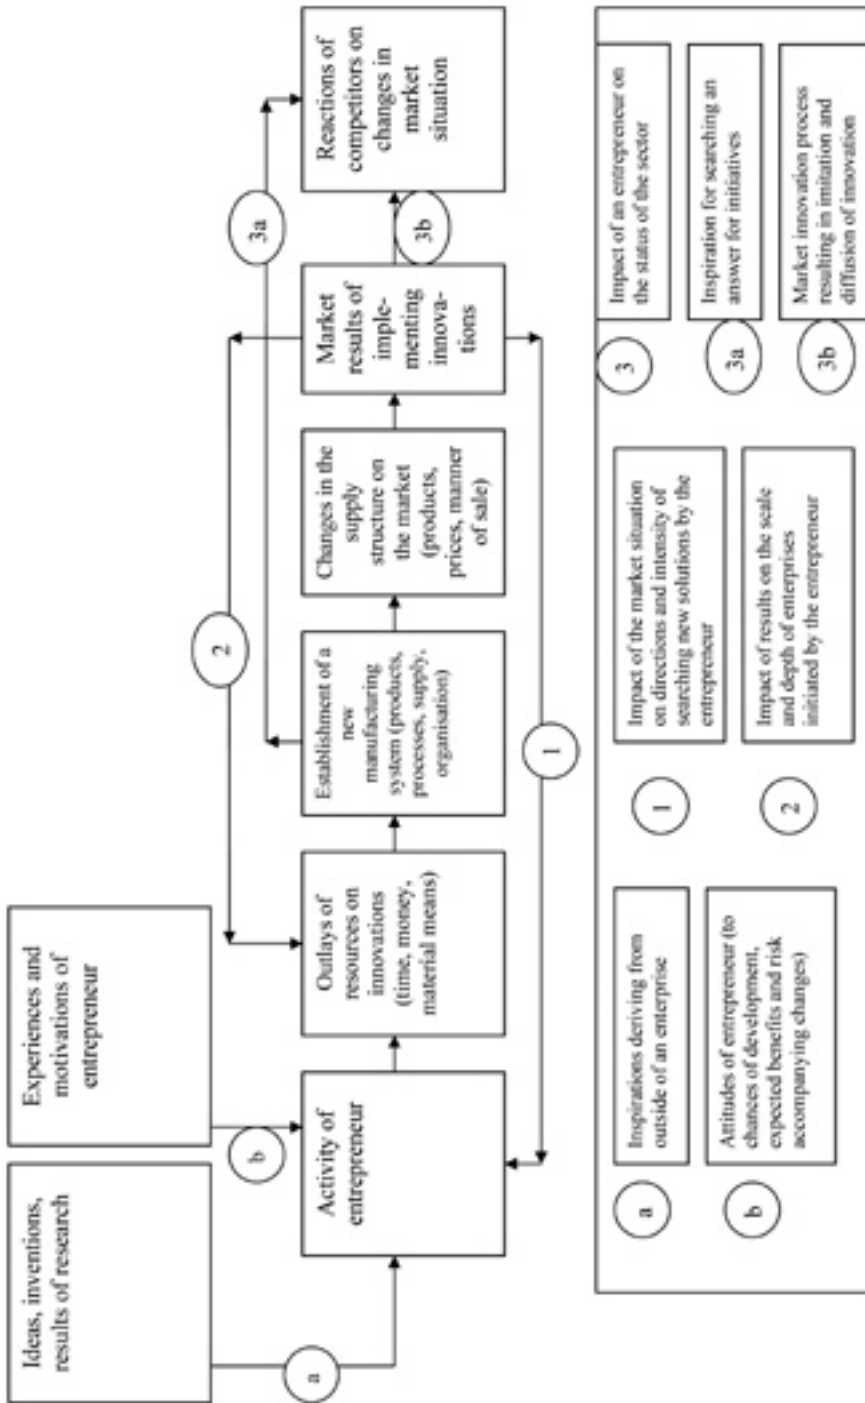 Ideas, inventions,
results of research
Experiences and
motivations of
entrepreneur
a
b
2
3a
Activity of
entrepreneur
Outlays of
resources on
innovations
(time, money,
material means)
Establishment of a
new
manufacturing
system (products,
processes, supply,
organisation)
Changes in the
supply
structure on
the market
(products,
prices, manner
of sale)
Market
results of
imple-
menting
innova-
tions
3b
Reactions of
competitors on
changes in
market
situation
1
a
Inspirations deriving from
outside of an enterprise
b
Attitudes of entrepreneur (to
chances of development,
expected benefits and risk
accompanying changes)
1
Impact of the market situation
on directions and intensity of
searching new solutions by the
entrepreneur
2
Impact of results on the scale
and depth of enterprises
initiated by the entrepreneur
3
Impact of an entrepreneur on
the status of the sector
3a
Inspiration for searching an
answer for initiatives
3b
Market innovation process
resulting in imitation and
diffusion of innovation